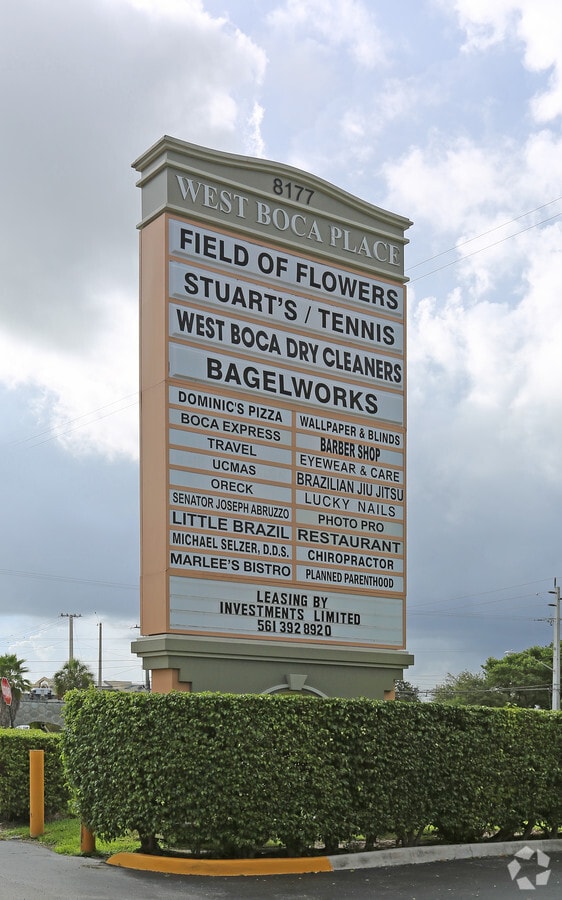 8177
WEST BOCA PLACE
FIELD OF FLOWERS
STUART'S / TENNIS
WEST BOCA DRY CLEANERS
BAGELWORKS
DOMINIC'S PIZZA
BOCA EXPRESS
TRAVEL
UCMAS
ORECK
SENATOR JOSEPH ABRUZZO
LITTLE BRAZIL
MICHAEL SELZER, D.D.S.
MARLEE'S BISTRO
WALLPAPER & BLINDS
BARBER SHOP
EYEWEAR & CARE
BRAZILIAN JIU JITSU
LUCKY NAILS
PHOTO PRO
RESTAURANT
CHIROPRACTOR
PLANNED PARENTHOOD
LEASING BY
INVESTMENTS LIMITED
561 392 8920